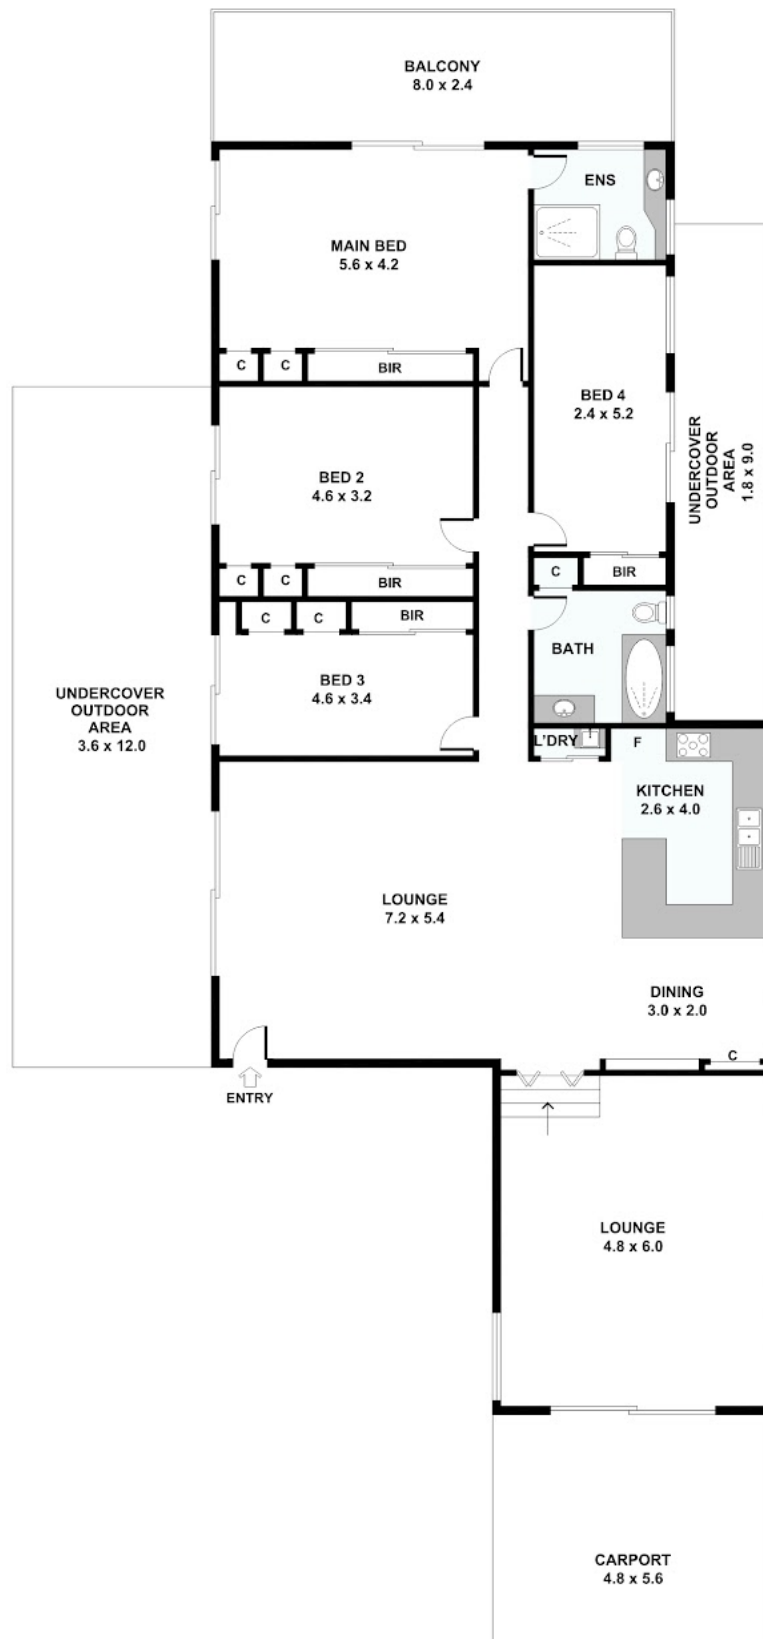 BALCONY
8.0 x 2.4
ENS
MAIN BED
5.6 x 4.2
C
C
BIR
BED 4
2.4 x 5.2
UNDERCOVER
OUTDOOR
AREA
1.8 x 9.0
BED 2
4.6 x 3.2
C
C
BIR
C
BIR
C
C
BIR
BATH
BED 3
4.6 x 3.4
UNDERCOVER
OUTDOOR
AREA
3.6 x 12.0
L'DRY
F
KITCHEN
2.6 x 4.0
LOUNGE
7.2 x 5.4
DINING
3.0 x 2.0
C
ENTRY
LOUNGE
4.8 x 6.0
CARPORT
4.8 x 5.6